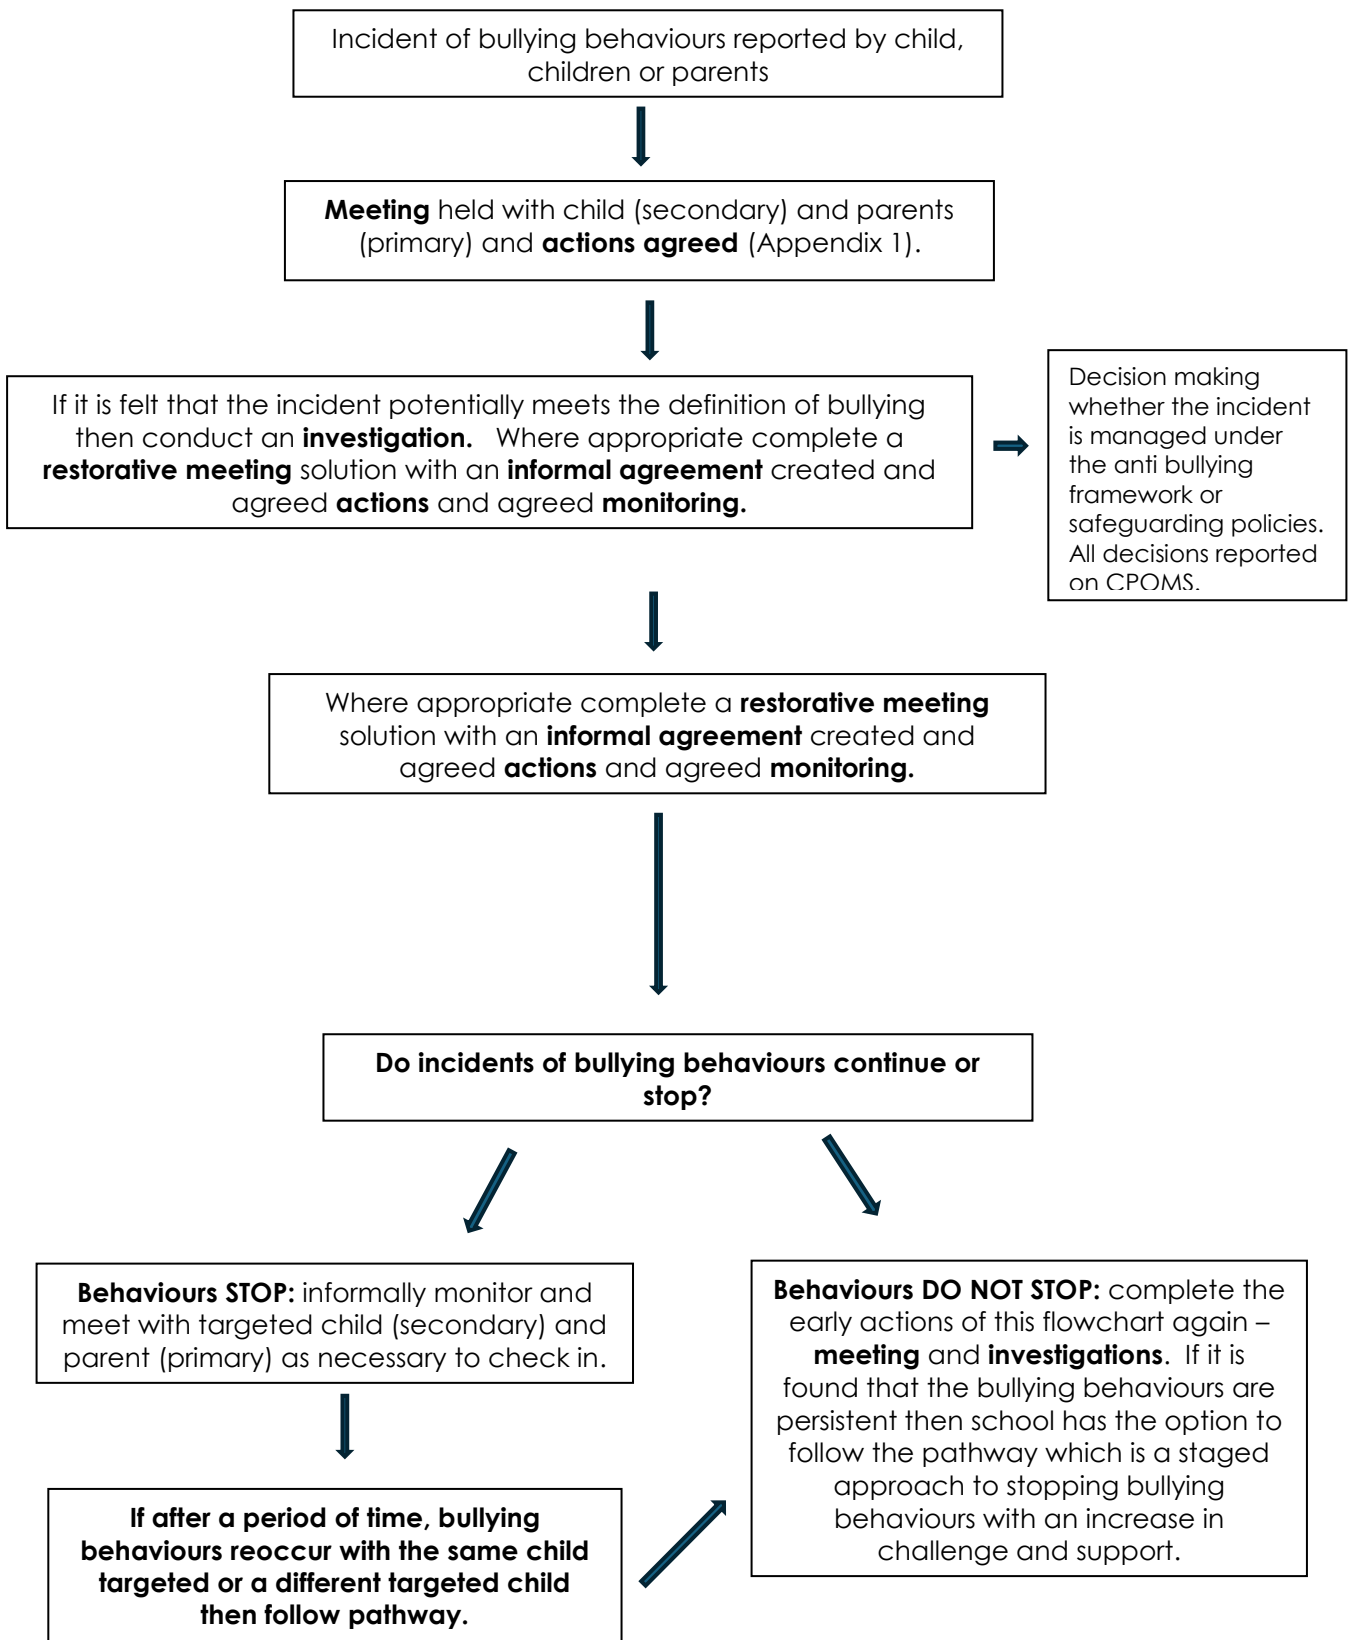 Incident of bullying behaviours reported by child,
children or parents
Meeting held with child (secondary) and parents
(primary) and actions agreed (Appendix 1).
If it is felt that the incident potentially meets the definition of bullying
then conduct an investigation. Where appropriate complete a
restorative meeting solution with an informal agreement created and
agreed actions and agreed monitoring.
Decision making
whether the incident
is managed under
the anti bullying
framework or
safeguarding policies.
All decisions reported
on CPOMS.
Where appropriate complete a restorative meeting
solution with an informal agreement created and
agreed actions and agreed monitoring.
Do incidents of bullying behaviours continue or
stop?
Behaviours STOP: informally monitor and
meet with targeted child (secondary) and
parent (primary) as necessary to check in.
Behaviours DO NOT STOP: complete the
early actions of this flowchart again –
meeting and investigations. If it is
found that the bullying behaviours are
persistent then school has the option to
follow the pathway which is a staged
approach to stopping bullying
behaviours with an increase in
challenge and support.
If after a period of time, bullying
behaviours reoccur with the same child
targeted or a different targeted child
then follow pathway.